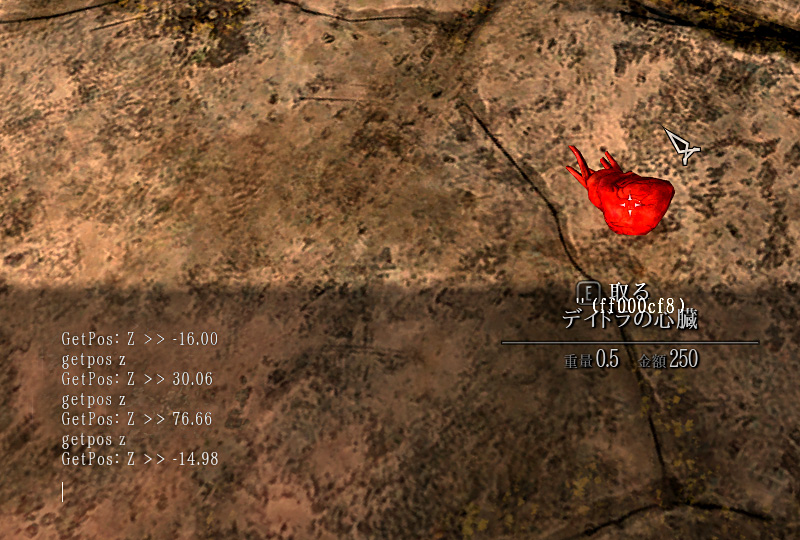 E 取る
" (ff000cf8)
デイドラの心臓
重量 0.5 金額 250
GetPos: Z >> -16.00
getpos z
GetPos: Z >> 30.06
getpos z
GetPos: Z >> 76.66
getpos z
GetPos: Z >> -14.98